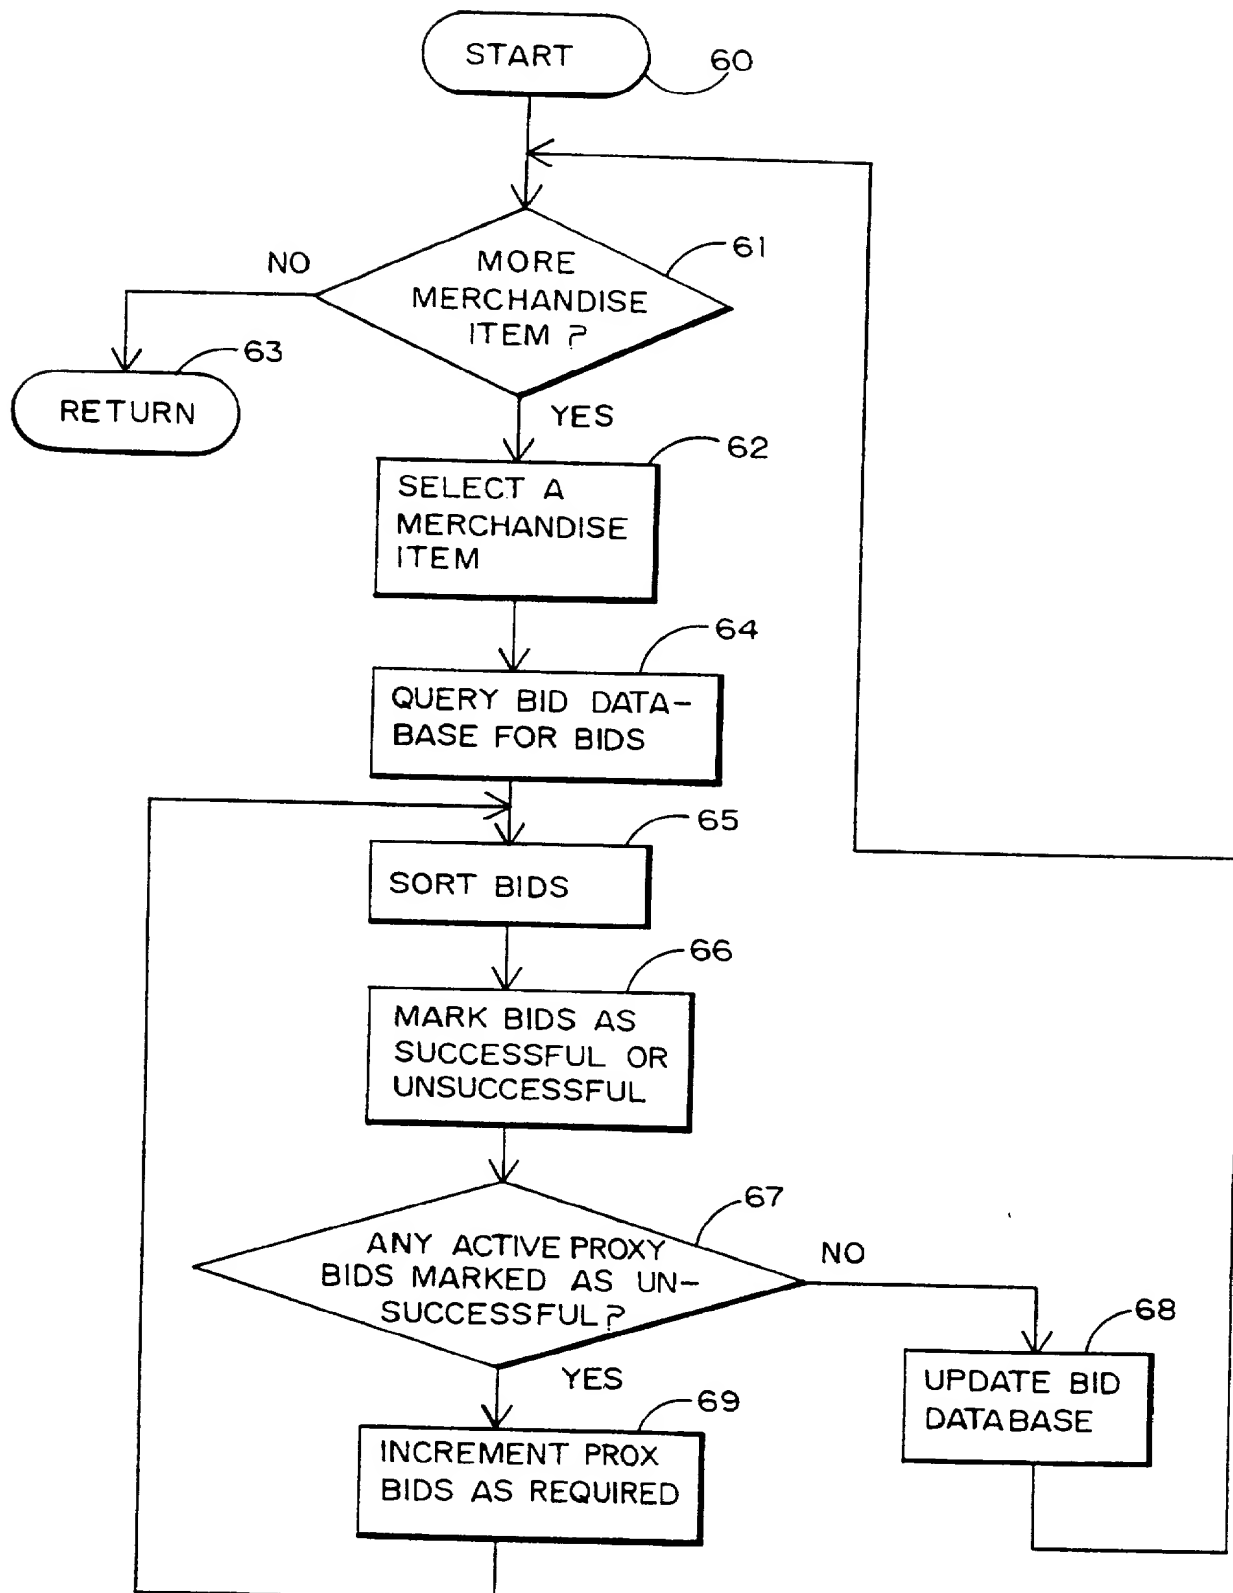 START
60
61
MORE
MERCHANDISE
ITEM ?
NO
63
RETURN
YES
62
SELECT A
MERCHANDISE
ITEM
64
QUERY BID DATA-
BASE FOR BIDS
65
SORT BIDS
66
MARK BIDS AS
SUCCESSFUL OR
UNSUCCESSFUL
67
ANY ACTIVE PROXY
BIDS MARKED AS UN-
SUCCESSFUL?
NO
68
UPDATE BID
DATABASE
YES
69
INCREMENT PROX
BIDS AS REQUIRED